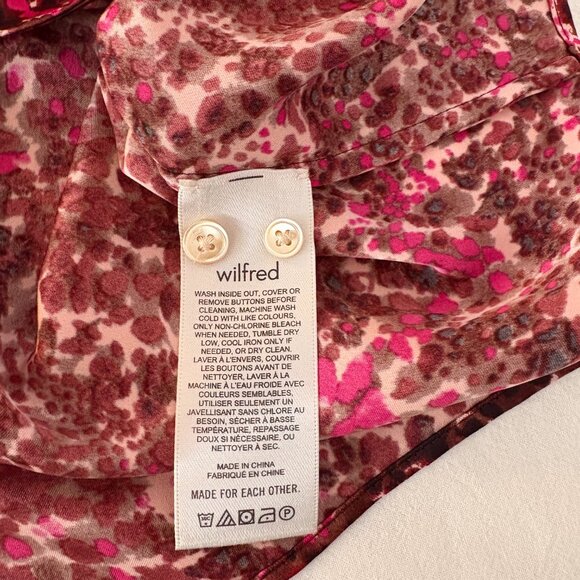 wilfred
WASH INSIDE OUT, COVER OR
REMOVE BUTTONS BEFORE
CLEANING, MACHINE WASH
COLD WITH LIKE COLOURS,
ONLY NON-CHLORINE BLEACH
WHEN NEEDED, TUMBLE DRY
LOW, COOL IRON ONLY IF
NEEDED, OR DRY CLEAN.
LAVER À L'ENVERS, COUVRIR
LES BOUTONS AVANT DE
NETTOYER, LAVER À LA
MACHINE À L'EAU FROIDE AVEC
COULEURS SEMBLABLES,
UTILISER SEULEMENT UN
JAVELLISANT SANS CHLORE AU
BESOIN, SÉCHER À BASSE
TEMPÉRATURE, REPASSAGE
DOUX SI NÉCESSAIRE, OU
NETTOYER À SEC.
MADE IN CHINA
FABRIQUÉ EN CHINE
MADE FOR EACH OTHER.
P